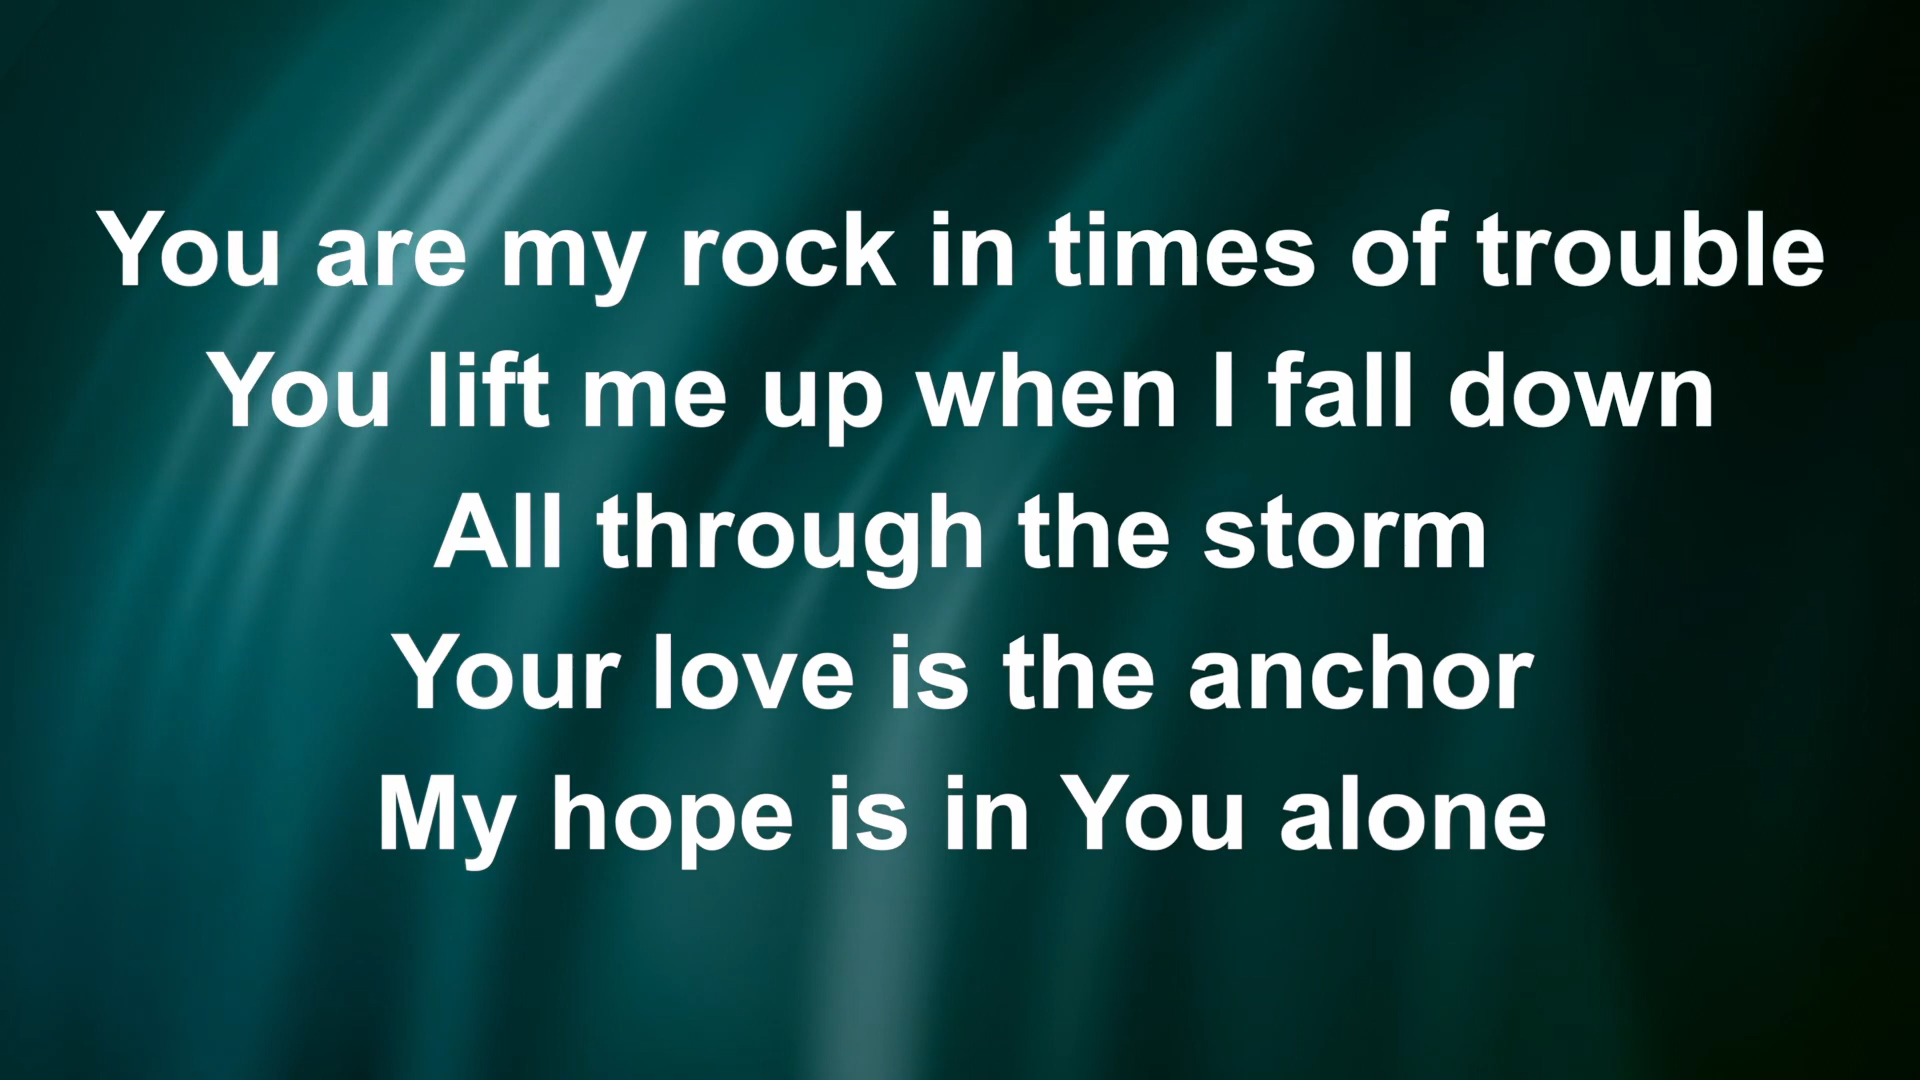 You are my rock in times of trouble
You lift me up when I fall down
All through the storm
Your love is the anchor
My hope is in You alone